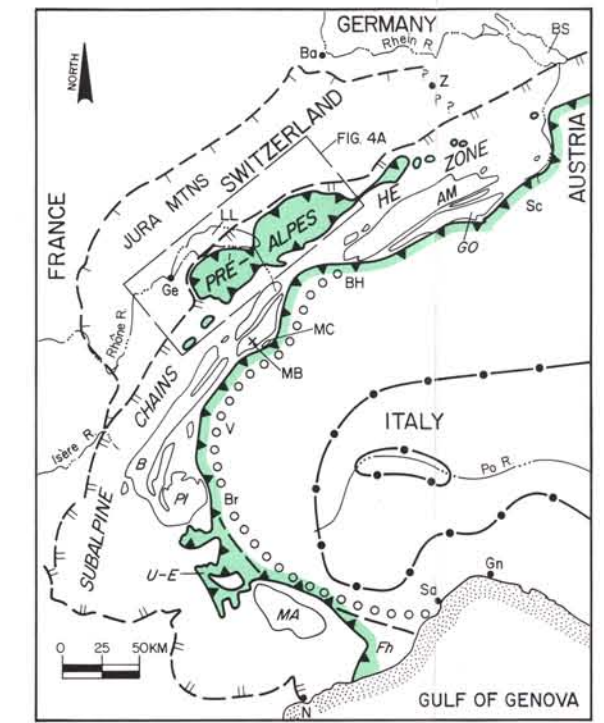 GERMANY
BS
Rhein R.
Ba
NORTH
Z
? ? ?
AUSTRIA
SWITZERLAND
FIG. 4A
HE ZONE
JURA MTNS
AM
Sc
FRANCE
LL
GO
PRÉ-ALPES
Ge
BH
Rhône R.
MC
MB
CHAINS
ITALY
Isère R.
V
B
Po R.
PI
Br
SUBALPINE
U-E
Sa
Gn
MA
Fh
0 25 50KM
N
GULF OF GENOVA